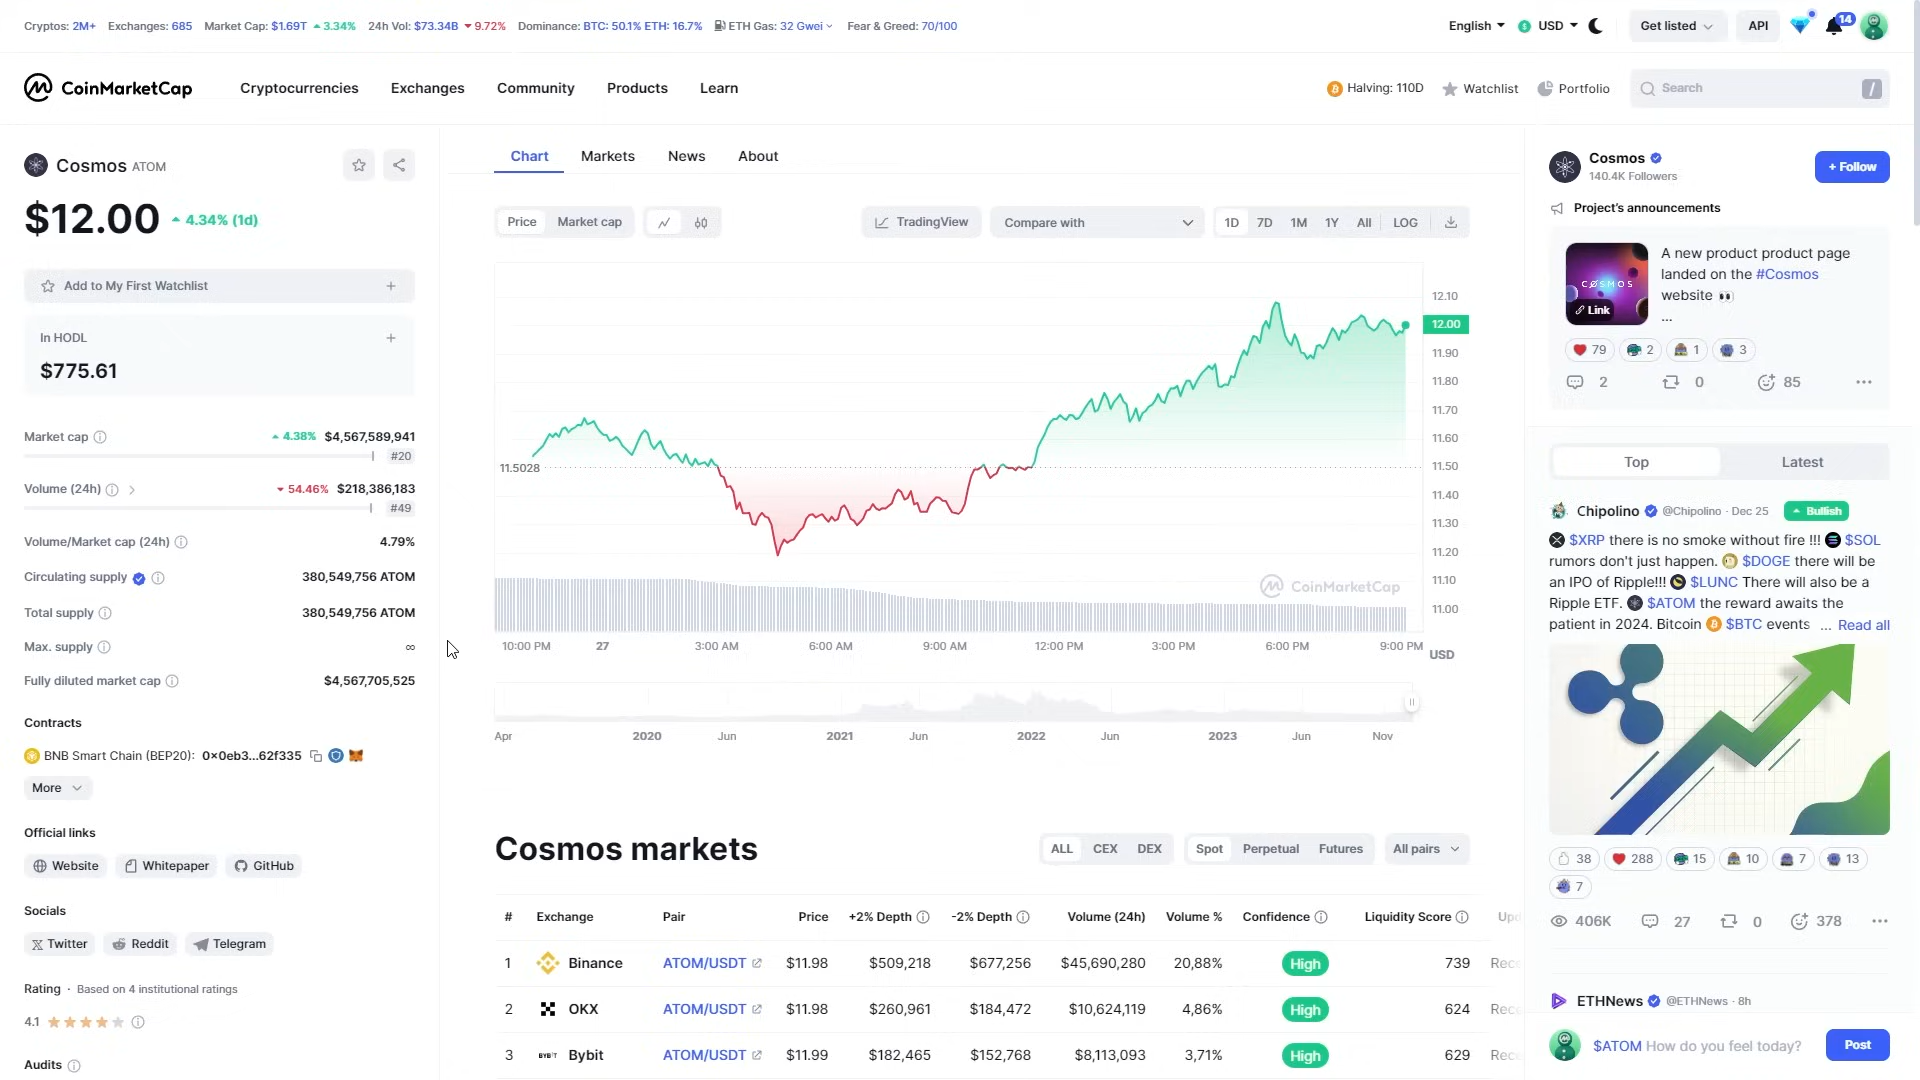 Cryptos: 2M+ Exchanges: 685 Market Cap: $1.69T 3.34% 24h Vol: $73.34B 9.72% Dominance: BTC: 50.1% ETH: 16.7% ETH Gas: 32 Gwei Fear & Greed: 70/100
English USD Get listed API 14
CoinMarketCap Cryptocurrencies Exchanges Community Products Learn
Halving: 110D Watchlist Portfolio Search /
Cosmos ATOM
$12.00 4.34% (1d)
Add to My First Watchlist +
In HODL +
$775.61
Market cap 4.38% $4,567,589,941
#20
Volume (24h) 54.46% $218,386,183
#49
Volume/Market cap (24h) 4.79%
Circulating supply 380,549,756 ATOM
Total supply 380,549,756 ATOM
Max. supply ∞
Fully diluted market cap $4,567,705,525
Contracts
BNB Smart Chain (BEP20): 0x0eb3...62f335
More
Official links
Website Whitepaper GitHub
Socials
Twitter Reddit Telegram
Rating · Based on 4 institutional ratings
4.1
Audits
Chart Markets News About
Price Market cap TradingView Compare with 1D 7D 1M 1Y All LOG
12.10
12.00
11.90
11.80
11.70
11.60
11.50
11.40
11.30
11.20
11.10
11.00
11.5028
CoinMarketCap
10:00 PM 27 3:00 AM 6:00 AM 9:00 AM 12:00 PM 3:00 PM 6:00 PM 9:00 PM USD
Apr 2020 Jun 2021 Jun 2022 Jun 2023 Jun Nov
Cosmos markets
ALL CEX DEX Spot Perpetual Futures All pairs
# Exchange Pair Price +2% Depth -2% Depth Volume (24h) Volume % Confidence Liquidity Score Upd
1 Binance ATOM/USDT $11.98 $509,218 $677,256 $45,690,280 20,88% High 739 Rece
2 OKX ATOM/USDT $11.98 $260,961 $184,472 $10,624,119 4,86% High 624 Rece
3 BYBIT Bybit ATOM/USDT $11.99 $182,465 $152,768 $8,113,093 3,71% High 629 Rece
Cosmos
140.4K Followers
+ Follow
Project's announcements
COSMOS
Link
A new product product page
landed on the #Cosmos
website 👀
...
79 2 1 3
2 0 85
Top Latest
Chipolino @Chipolino · Dec 25 Bullish
$XRP there is no smoke without fire !!! $SOL
rumors don't just happen. $DOGE there will be
an IPO of Ripple!!! $LUNC There will also be a
Ripple ETF. $ATOM the reward awaits the
patient in 2024. Bitcoin $BTC events ... Read all
38 288 15 10 7 13
7
406K 27 0 378
ETHNews @ETHNews · 8h
$ATOM How do you feel today? Post